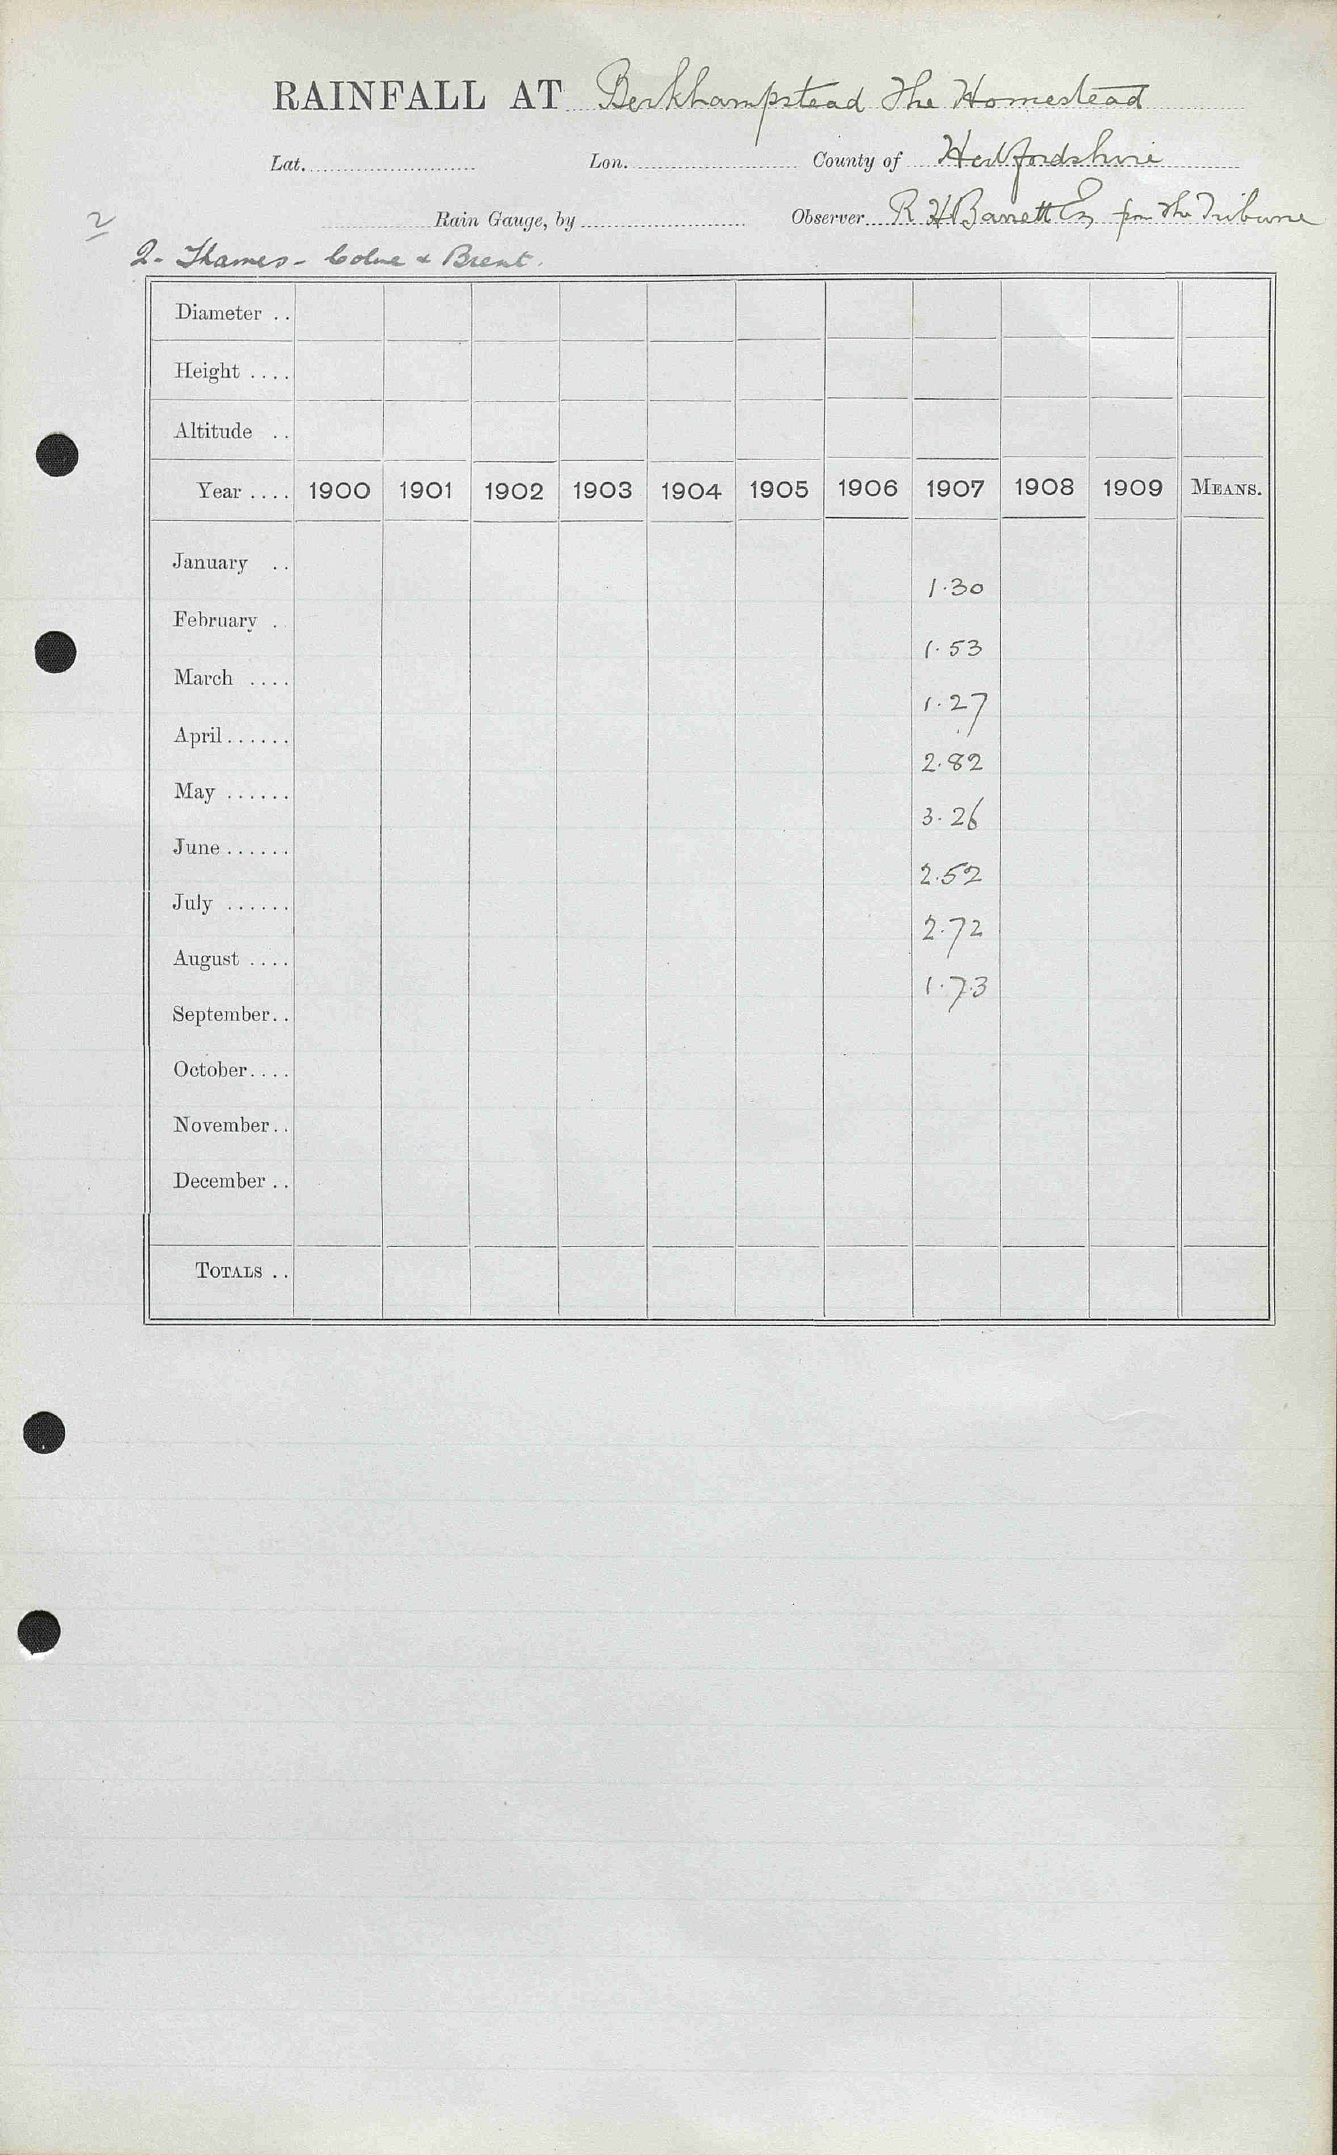 RAINFALL AT Berkhampstead The Homestead
Lat. Lon. County of Hertfordshire
2 Rain Gauge, by Observer R H Barrett Esq from The Tribune
2 - Thames - Colne & Brent.
Diameter ..
Height ....
Altitude ..
Year .... 1900 1901 1902 1903 1904 1905 1906 1907 1908 1909 MEANS.
January ..
1.30
February .
1.53
March ....
1.27
April ......
2.82
May ......
3.26
June ......
2.52
July ......
2.72
August ....
1.73
September..
October....
November..
December ..
TOTALS ..